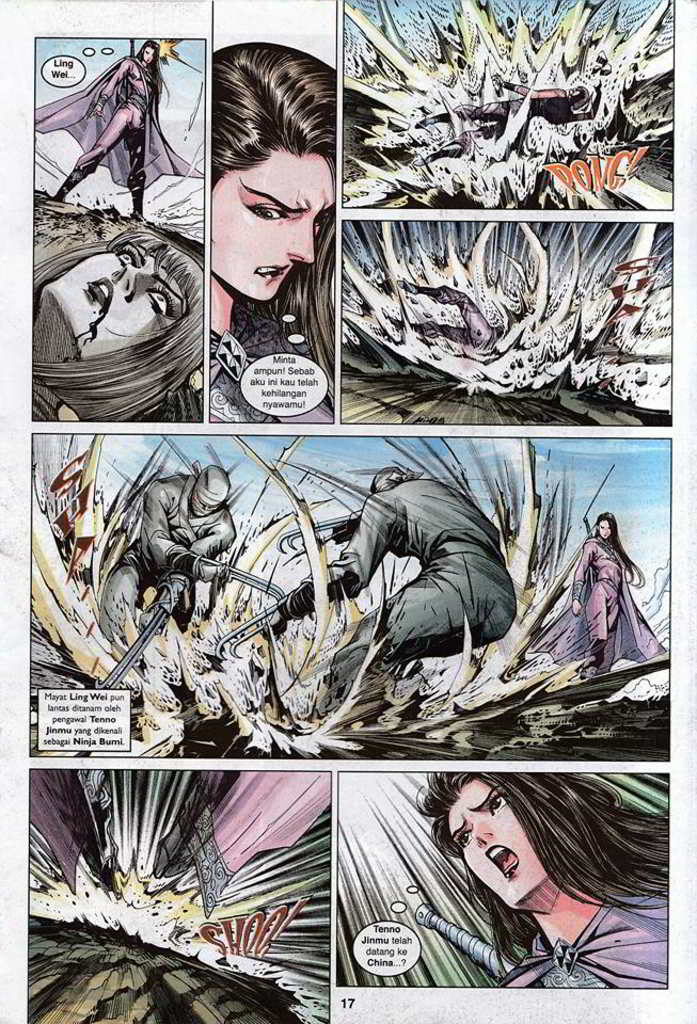 Ling
Wei...
Minta
ampun! Sebab
aku ini kau telah
kehilangan
nyawamu!
Mayat Ling Wei pun
lantas ditanam oleh
pengawal Tenno
Jinmu yang dikenali
sebagai Ninja Bumi.
SHOO!
Tenno
Jinmu telah
datang ke
China...?
17